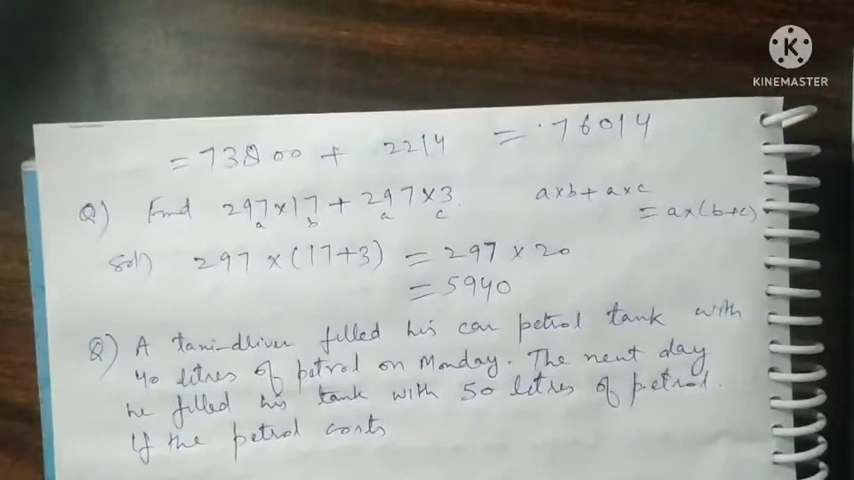 KINEMASTER
= 73800 + 2214 = 76014
Q) Find 297×17 + 297×3. a×b + a×c
a b a c = a×(b+c)
Sol) 297 × (17+3) = 297 × 20
= 5940
Q) A taxi-driver filled his car petrol tank with
40 litres of petrol on Monday. The next day
he filled his tank with 50 litres of petrol.
If the petrol costs